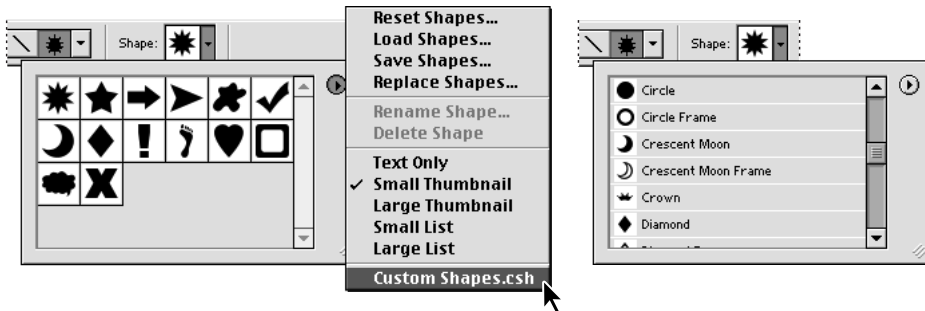 Shape:
Reset Shapes...
Load Shapes...
Save Shapes...
Replace Shapes...
Rename Shape...
Delete Shape
Text Only
Small Thumbnail
Large Thumbnail
Small List
Large List
Custom Shapes.csh
Shape:
Circle
Circle Frame
Crescent Moon
Crescent Moon Frame
Crown
Diamond